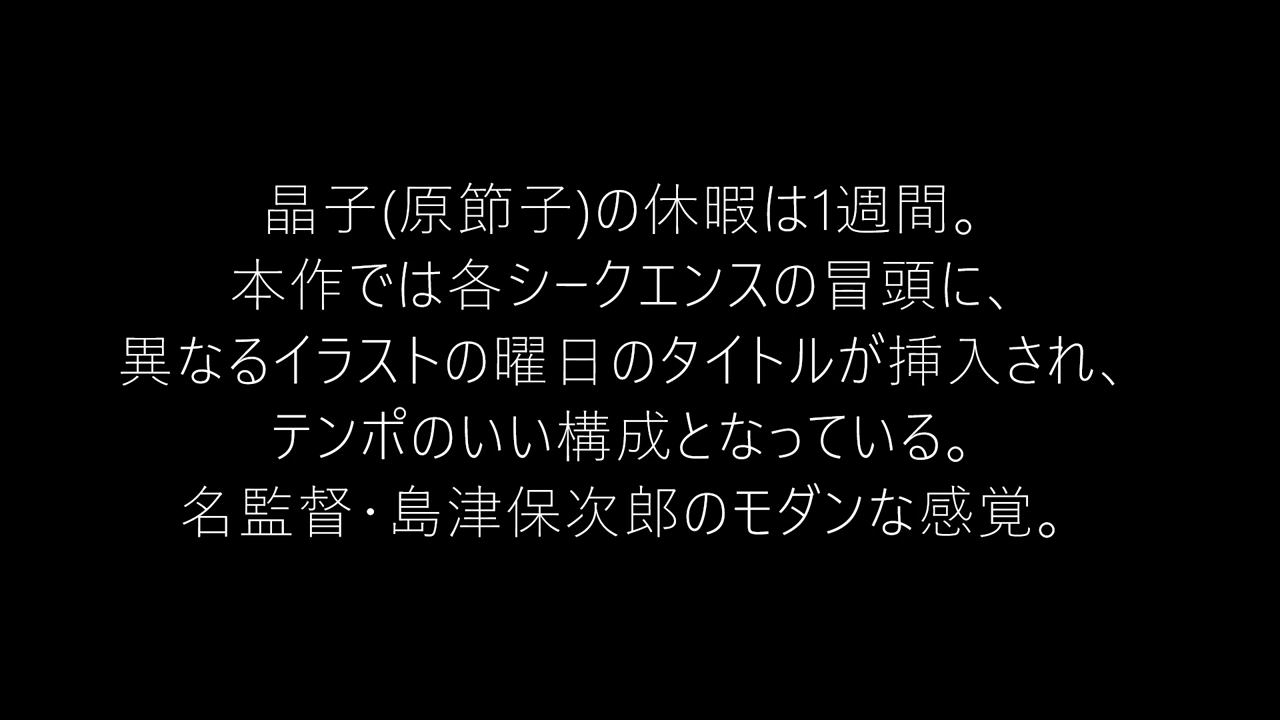 晶子(原節子)の休暇は1週間。
本作では各シークエンスの冒頭に、
異なるイラストの曜日のタイトルが挿入され、
テンポのいい構成となっている。
名監督・島津保次郎のモダンな感覚。